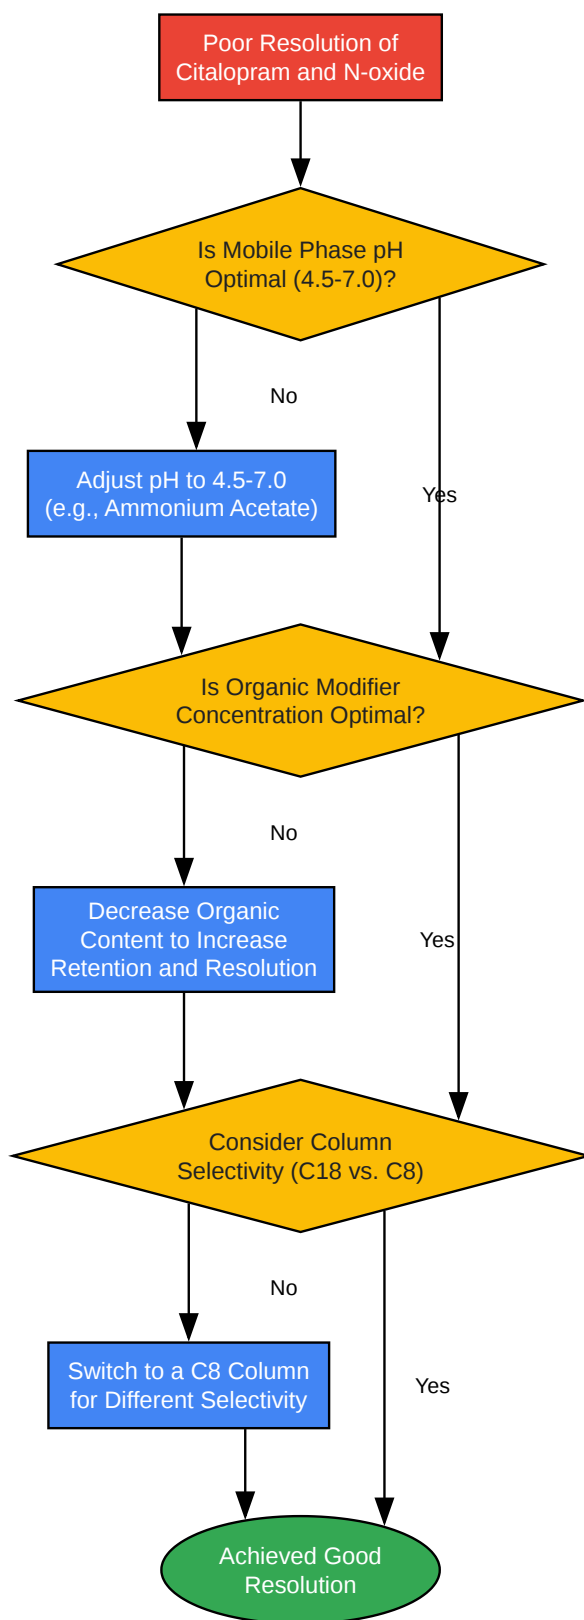 Poor Resolution of
Citalopram and N-oxide
Is Mobile Phase pH
Optimal (4.5-7.0)?
No
Adjust pH to 4.5-7.0
(e.g., Ammonium Acetate)
Yes
Is Organic Modifier
Concentration Optimal?
No
Decrease Organic
Content to Increase
Retention and Resolution
Yes
Consider Column
Selectivity (C18 vs. C8)
No
Switch to a C8 Column
for Different Selectivity
Yes
Achieved Good
Resolution